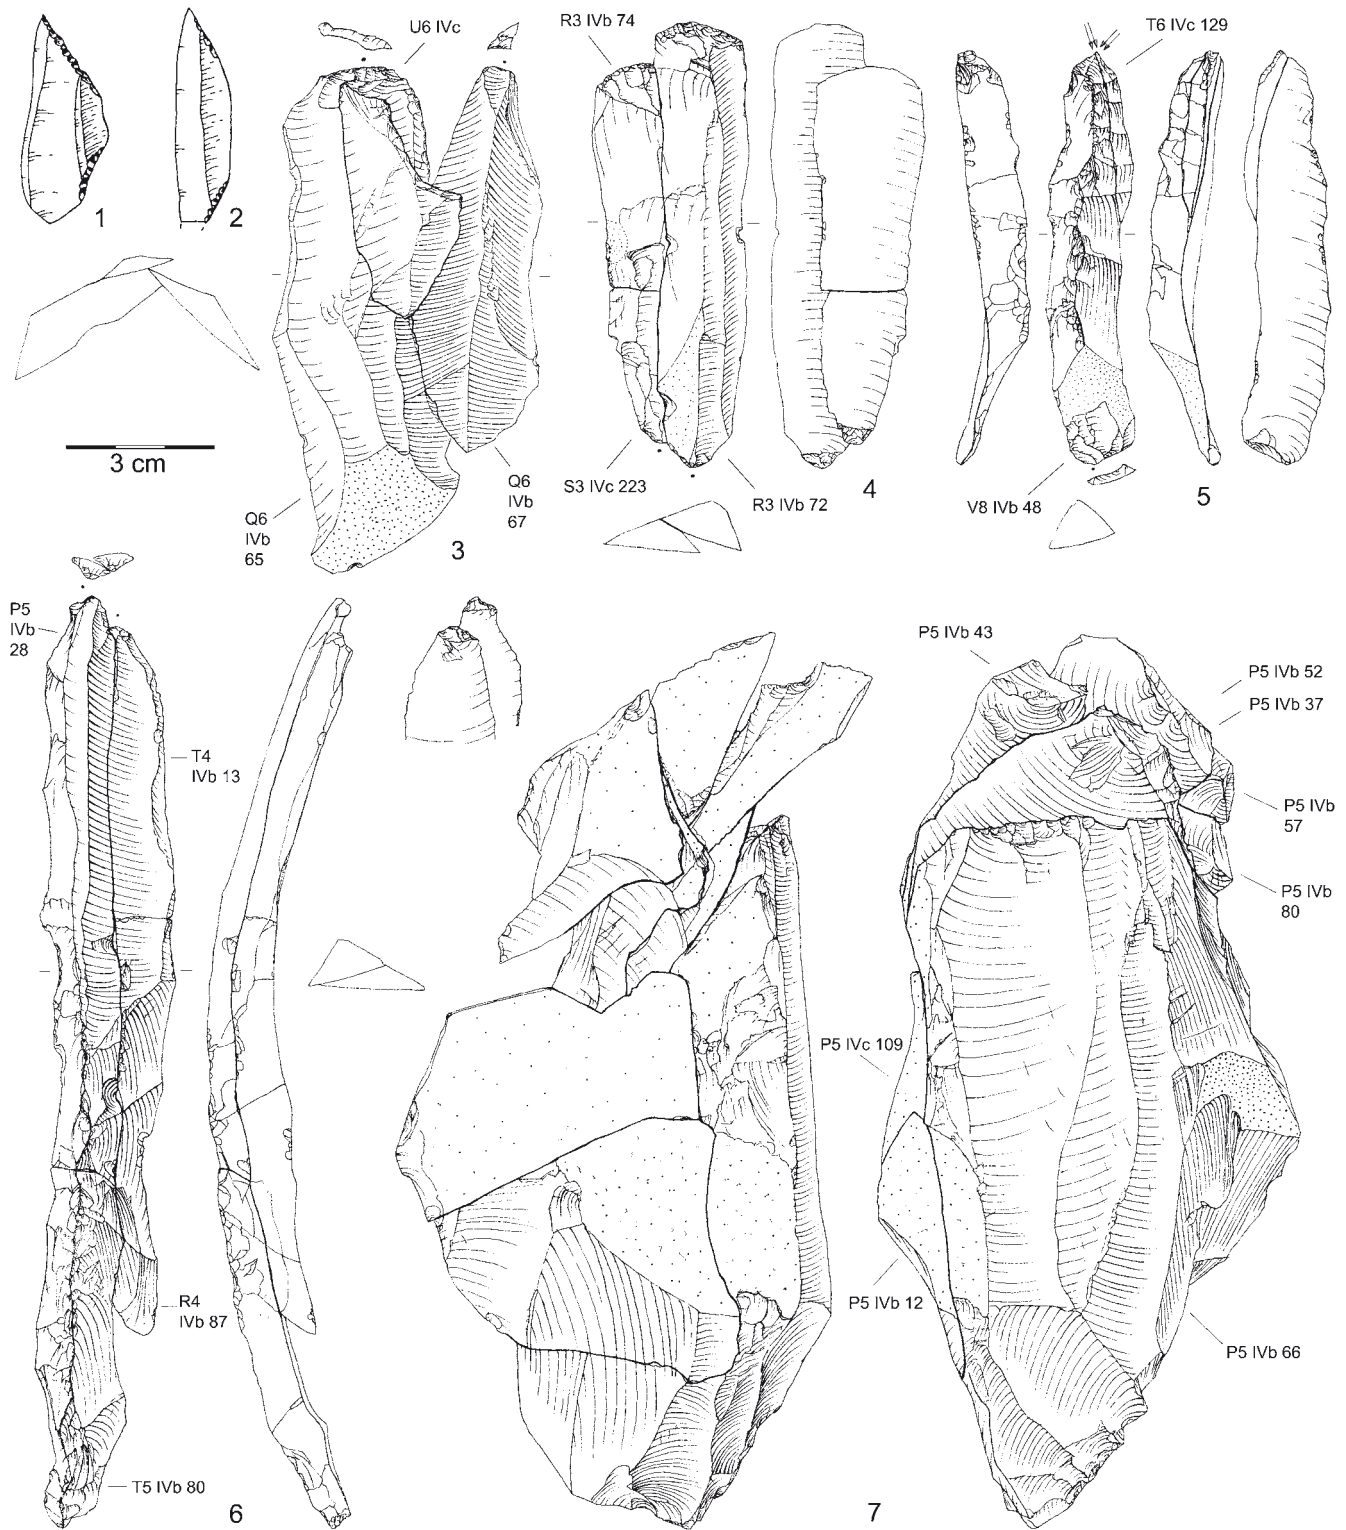 U6 IVc
R3 IVb 74
T6 IVc 129
1
2
3 cm
Q6
IVb
65
Q6
IVb
67
3
S3 IVc 223
R3 IVb 72
4
V8 IVb 48
5
P5
IVb
28
T4
IVb 13
R4
IVb 87
T5 IVb 80
6
P5 IVb 43
P5 IVb 52
P5 IVb 37
P5 IVb
57
P5 IVb
80
P5 IVc 109
P5 IVb 12
P5 IVb 66
7